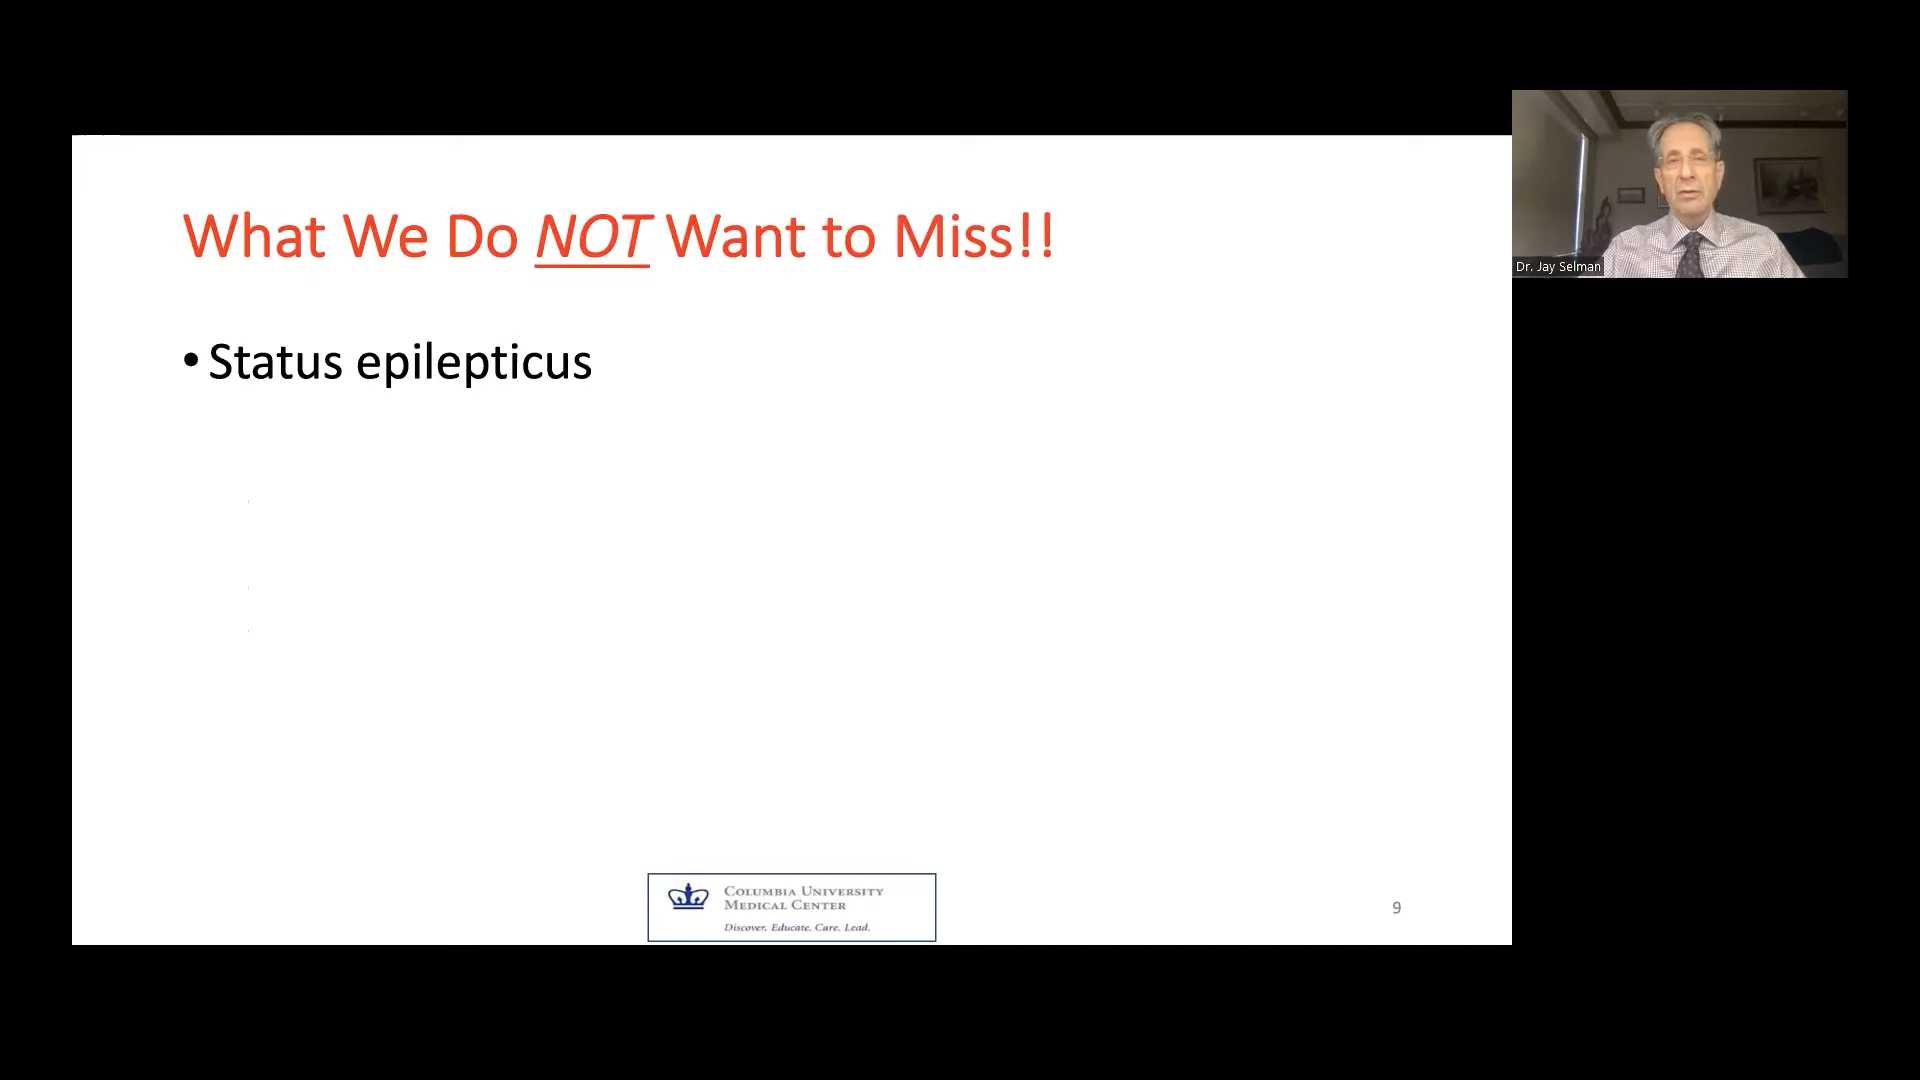 What We Do NOT Want to Miss!!
• Status epilepticus
Dr. Jay Selman
COLUMBIA UNIVERSITY
MEDICAL CENTER
Discover. Educate. Care. Lead.
9